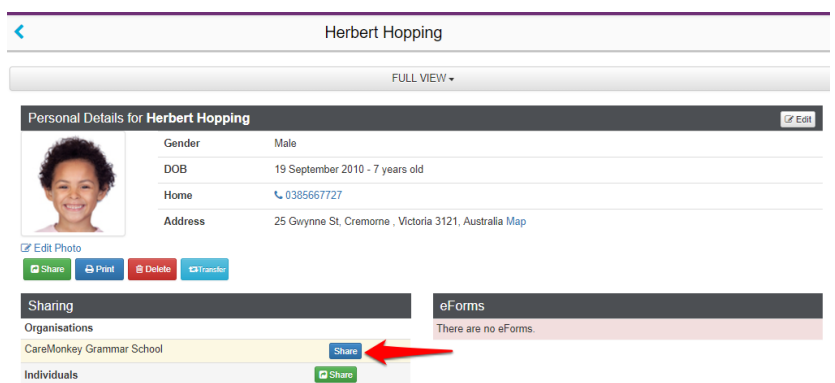 Herbert Hopping
FULL VIEW
Personal Details for Herbert Hopping
Edit
Gender Male
DOB 19 September 2010 - 7 years old
Home 0385667727
Address 25 Gwynne St, Cremorne , Victoria 3121, Australia Map
Edit Photo
Share Print Delete Transfer
Sharing
Organisations
CareMonkey Grammar School Share
Individuals Share
eForms
There are no eForms.